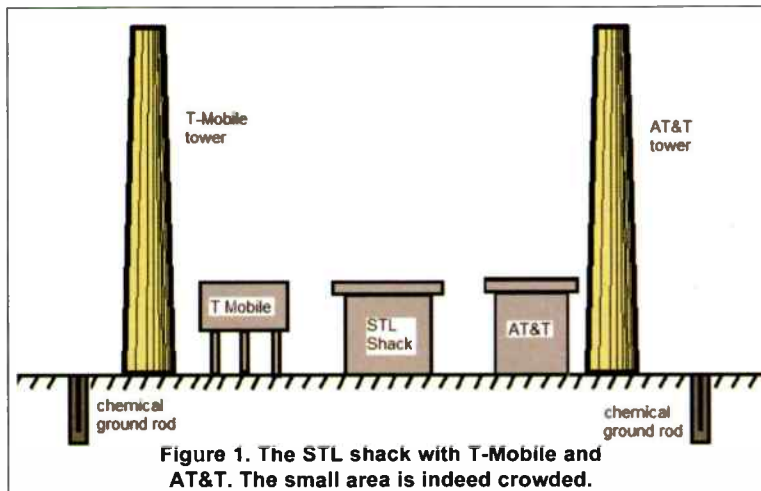 T-Mobile
tower
AT&T
tower
T Mobile
STL
Shack
AT&T
chemical
ground rod
chemical
ground rod
Figure 1. The STL shack with T-Mobile and
AT&T. The small area is indeed crowded.